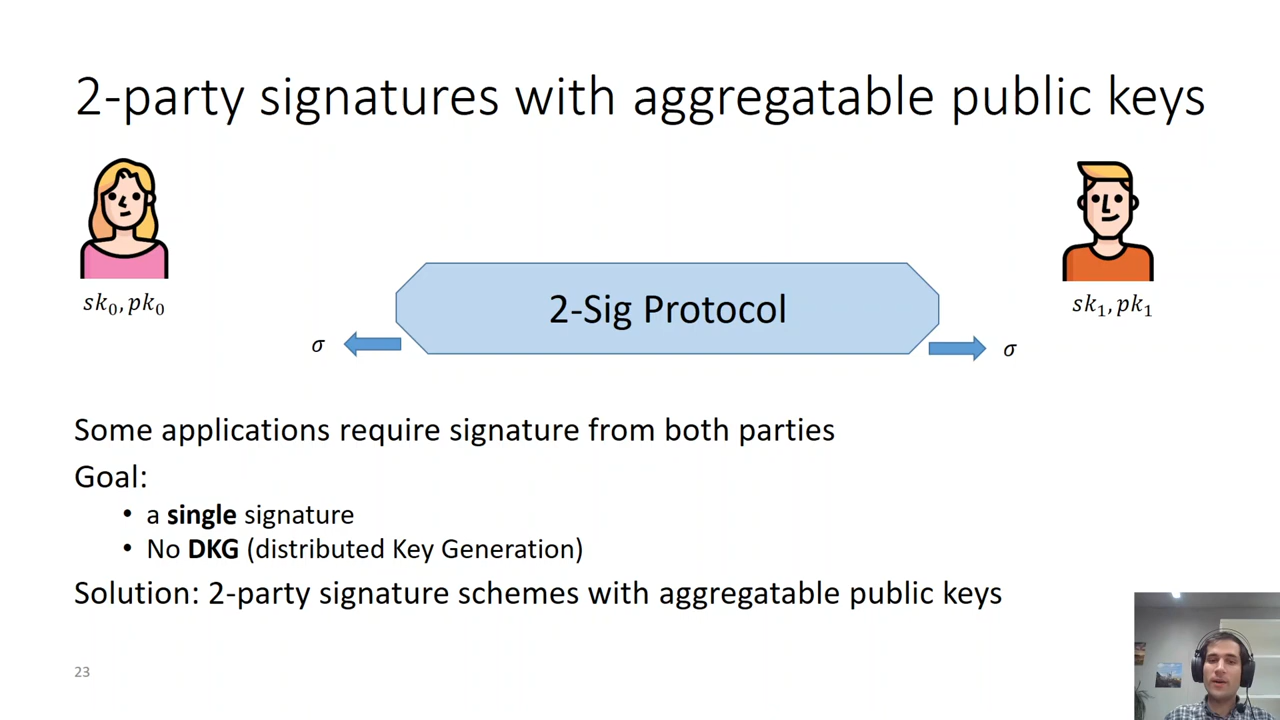 2-party signatures with aggregatable public keys
sk₀, pk₀
sk₁, pk₁
2-Sig Protocol
σ
σ
Some applications require signature from both parties
Goal:
• a single signature
• No DKG (distributed Key Generation)
Solution: 2-party signature schemes with aggregatable public keys
23